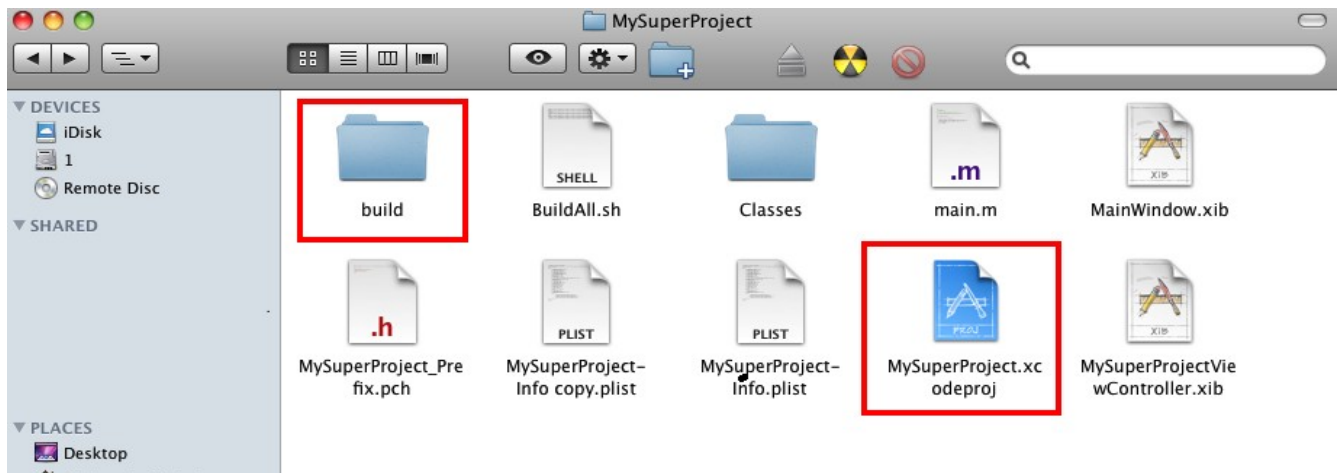 MySuperProject
DEVICES
iDisk
1
Remote Disc
SHARED
PLACES
Desktop
build
SHELL
BuildAll.sh
Classes
.m
main.m
XIB
MainWindow.xib
.h
MySuperProject_Pre
fix.pch
PLIST
MySuperProject-
Info copy.plist
PLIST
MySuperProject-
Info.plist
PROJ
MySuperProject.xc
odeproj
XIB
MySuperProjectVie
wController.xib